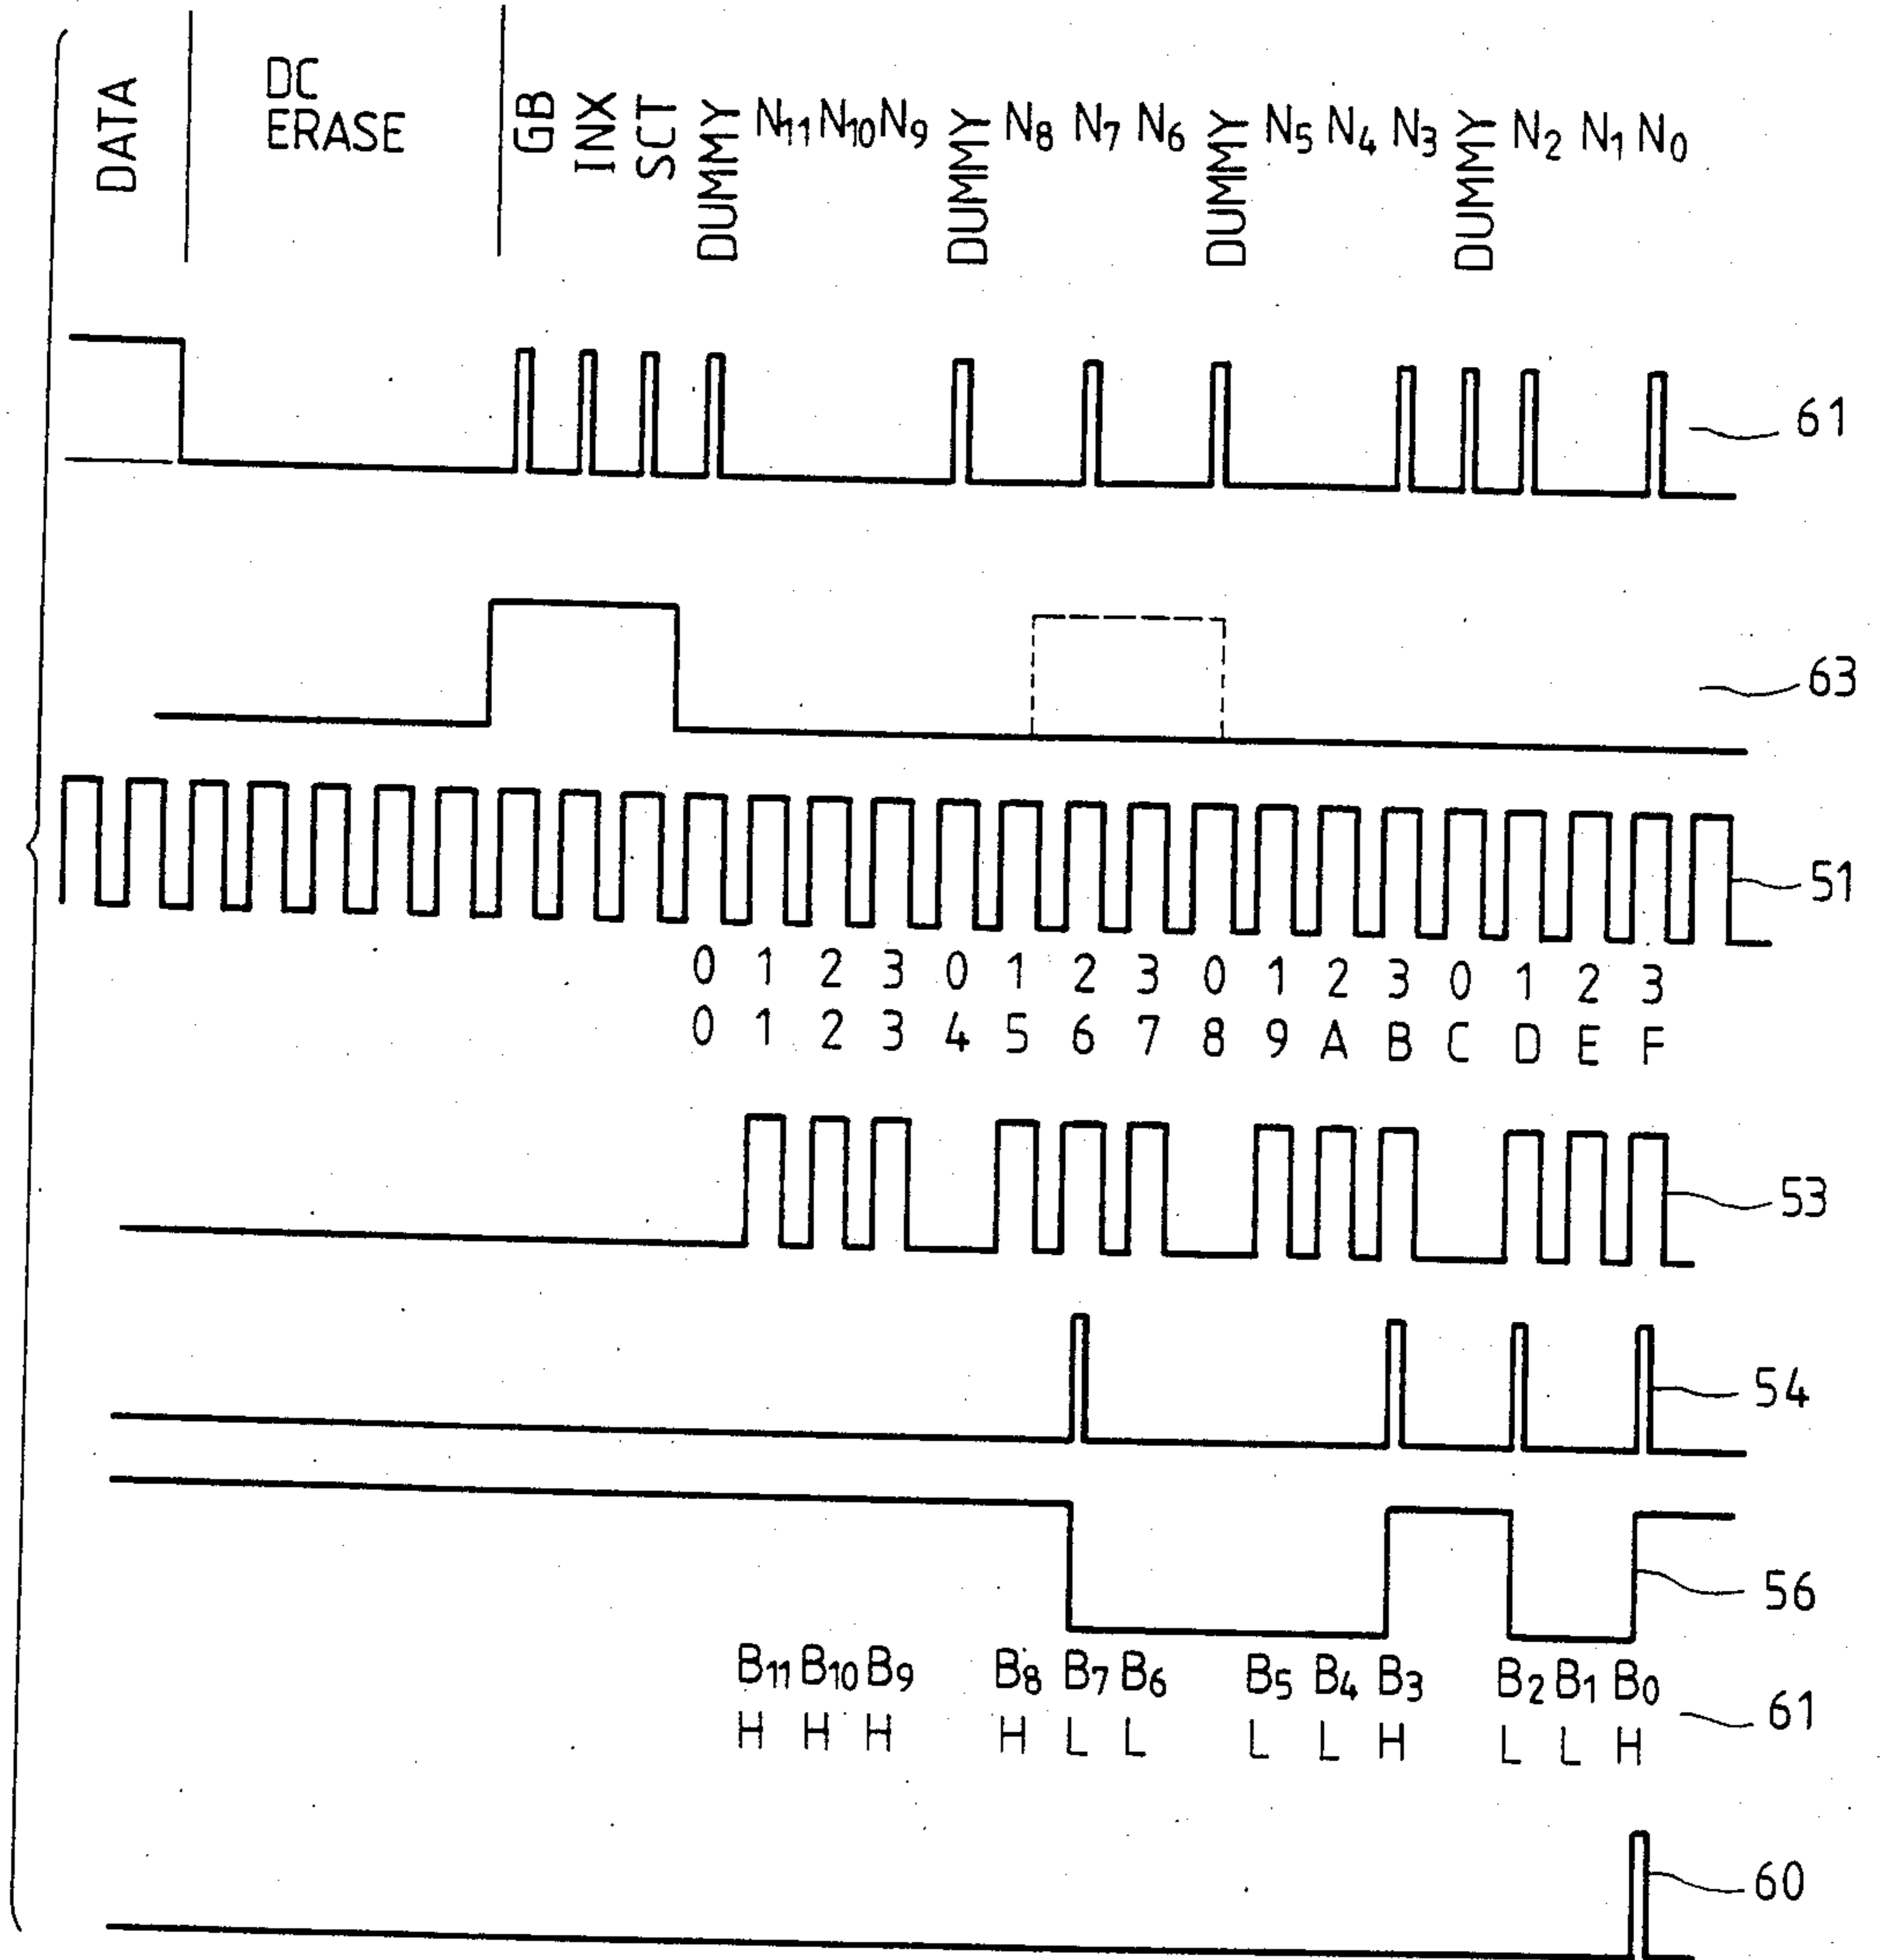 DATA
DC
ERASE
GB
INX
SCT
DUMMY
N11 N10 N9
DUMMY
N8 N7 N6
DUMMY
N5 N4 N3
DUMMY
N2 N1 N0
61
63
51
0 1 2 3 0 1 2 3 0 1 2 3 0 1 2 3
0 1 2 3 4 5 6 7 8 9 A B C D E F
53
54
56
B11 B10 B9 B8 B7 B6 B5 B4 B3 B2 B1 B0
61
H H H H L L L L H L L H
60